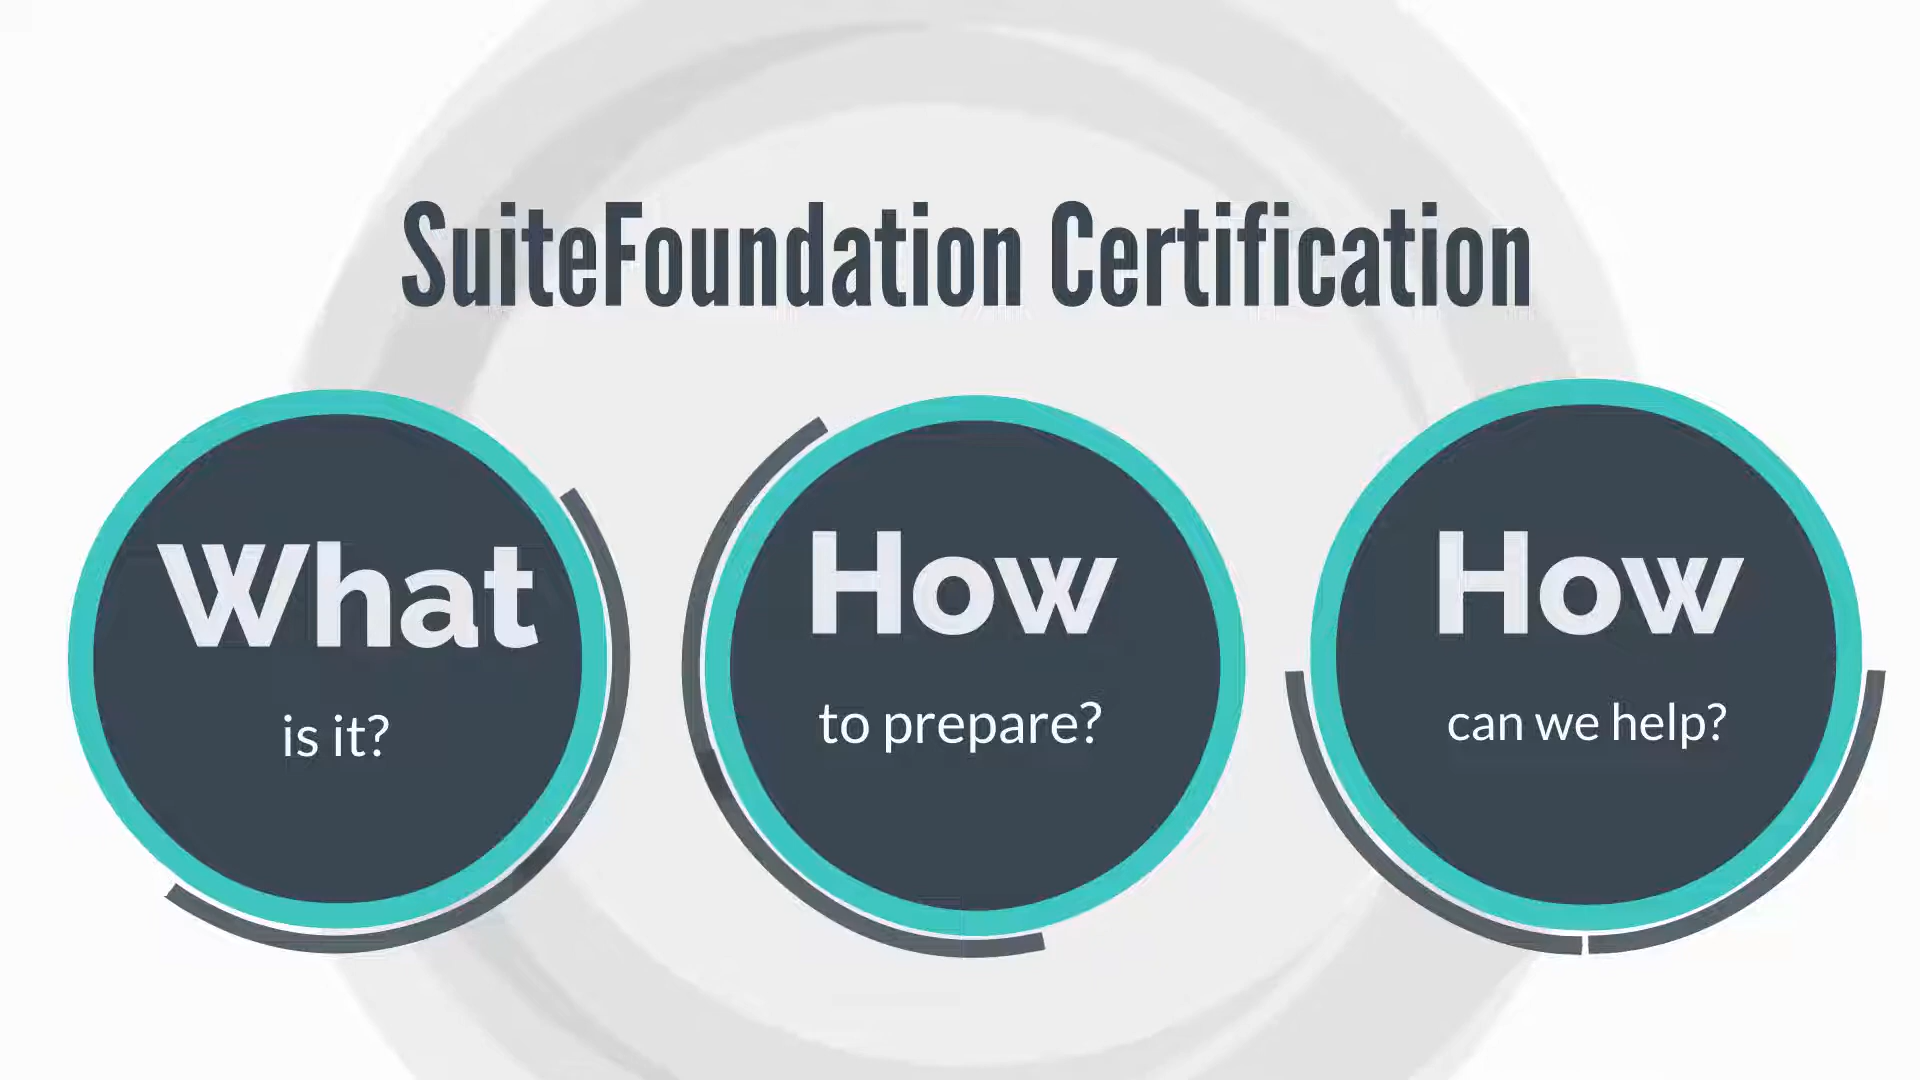 SuiteFoundation Certification
What
is it?
How
to prepare?
How
can we help?